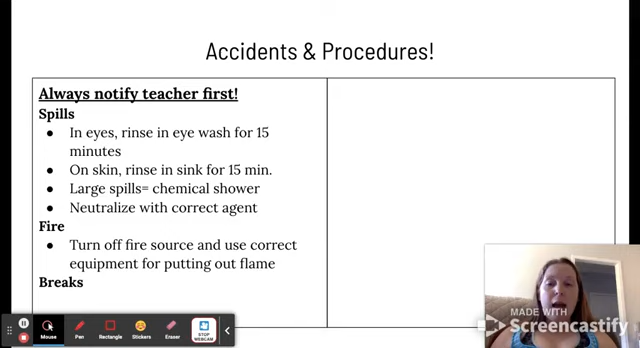 Accidents & Procedures!
Always notify teacher first!
Spills
● In eyes, rinse in eye wash for 15
minutes
● On skin, rinse in sink for 15 min.
● Large spills= chemical shower
● Neutralize with correct agent
Fire
● Turn off fire source and use correct
equipment for putting out flame
Breaks
Mouse
Pen
Rectangle
Stickers
Eraser
STOP
WEBCAM
MADE WITH
Screencastify